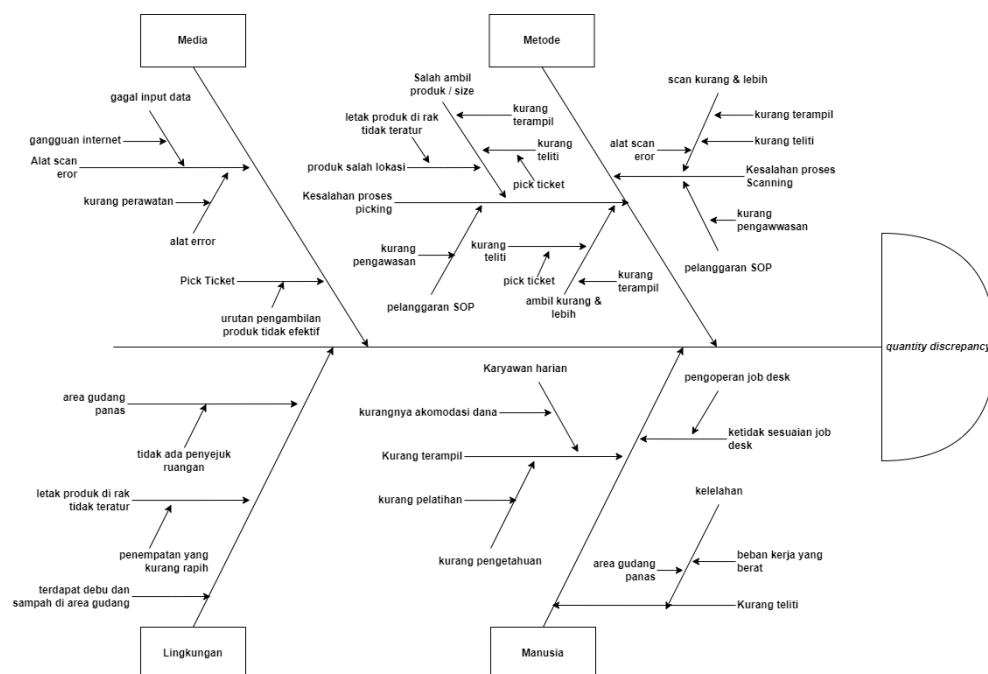 Media
Metode
gagal input data
gangguan internet
Alat scan
eror
kurang perawatan
alat error
Pick Ticket
urutan pengambilan
produk tidak efektif
Salah ambil
produk / size
kurang
terampil
letak produk di rak
tidak teratur
kurang
teliti
produk salah lokasi
pick ticket
Kesalahan proses
picking
kurang
pengawasan
pelanggaran SOP
kurang
teliti
pick ticket
kurang
terampil
ambil kurang &
lebih
scan kurang & lebih
kurang terampil
kurang teliti
alat scan
eror
Kesalahan proses
Scanning
kurang
pengawwasan
pelanggaran SOP
quantity discrepancy
area gudang
panas
tidak ada penyejuk
ruangan
letak produk di rak
tidak teratur
penempatan yang
kurang rapih
terdapat debu dan
sampah di area gudang
Karyawan harian
kurangnya akomodasi dana
Kurang terampil
kurang pelatihan
kurang pengetahuan
pengoperan job desk
ketidak sesuaian job
desk
kelelahan
area gudang
panas
beban kerja yang
berat
Kurang teliti
Lingkungan
Manusia